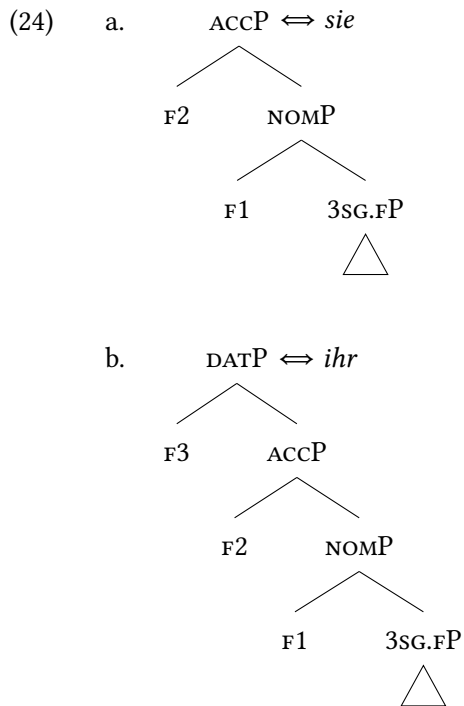 (24) a. ACCP ⇔ sie
F2 NOMP
F1 3SG.FP
b. DATP ⇔ ihr
F3 ACCP
F2 NOMP
F1 3SG.FP